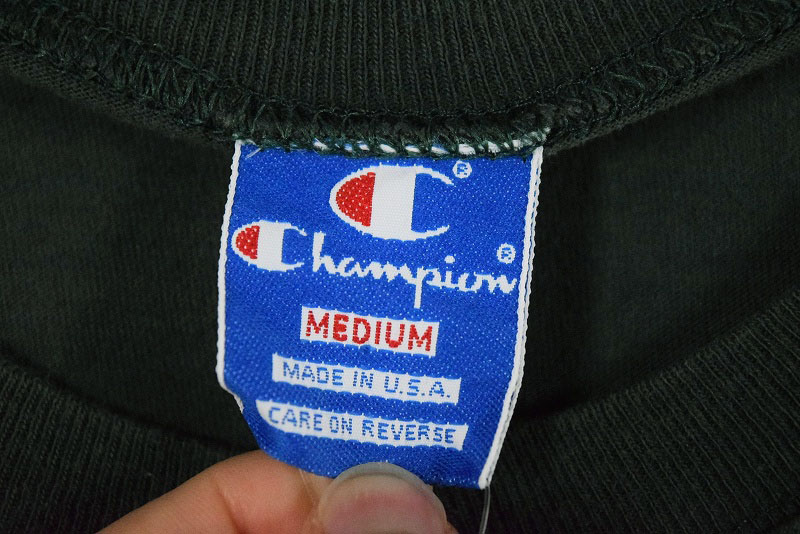 C®
Champion®
MEDIUM
MADE IN U.S.A.
CARE ON REVERSE